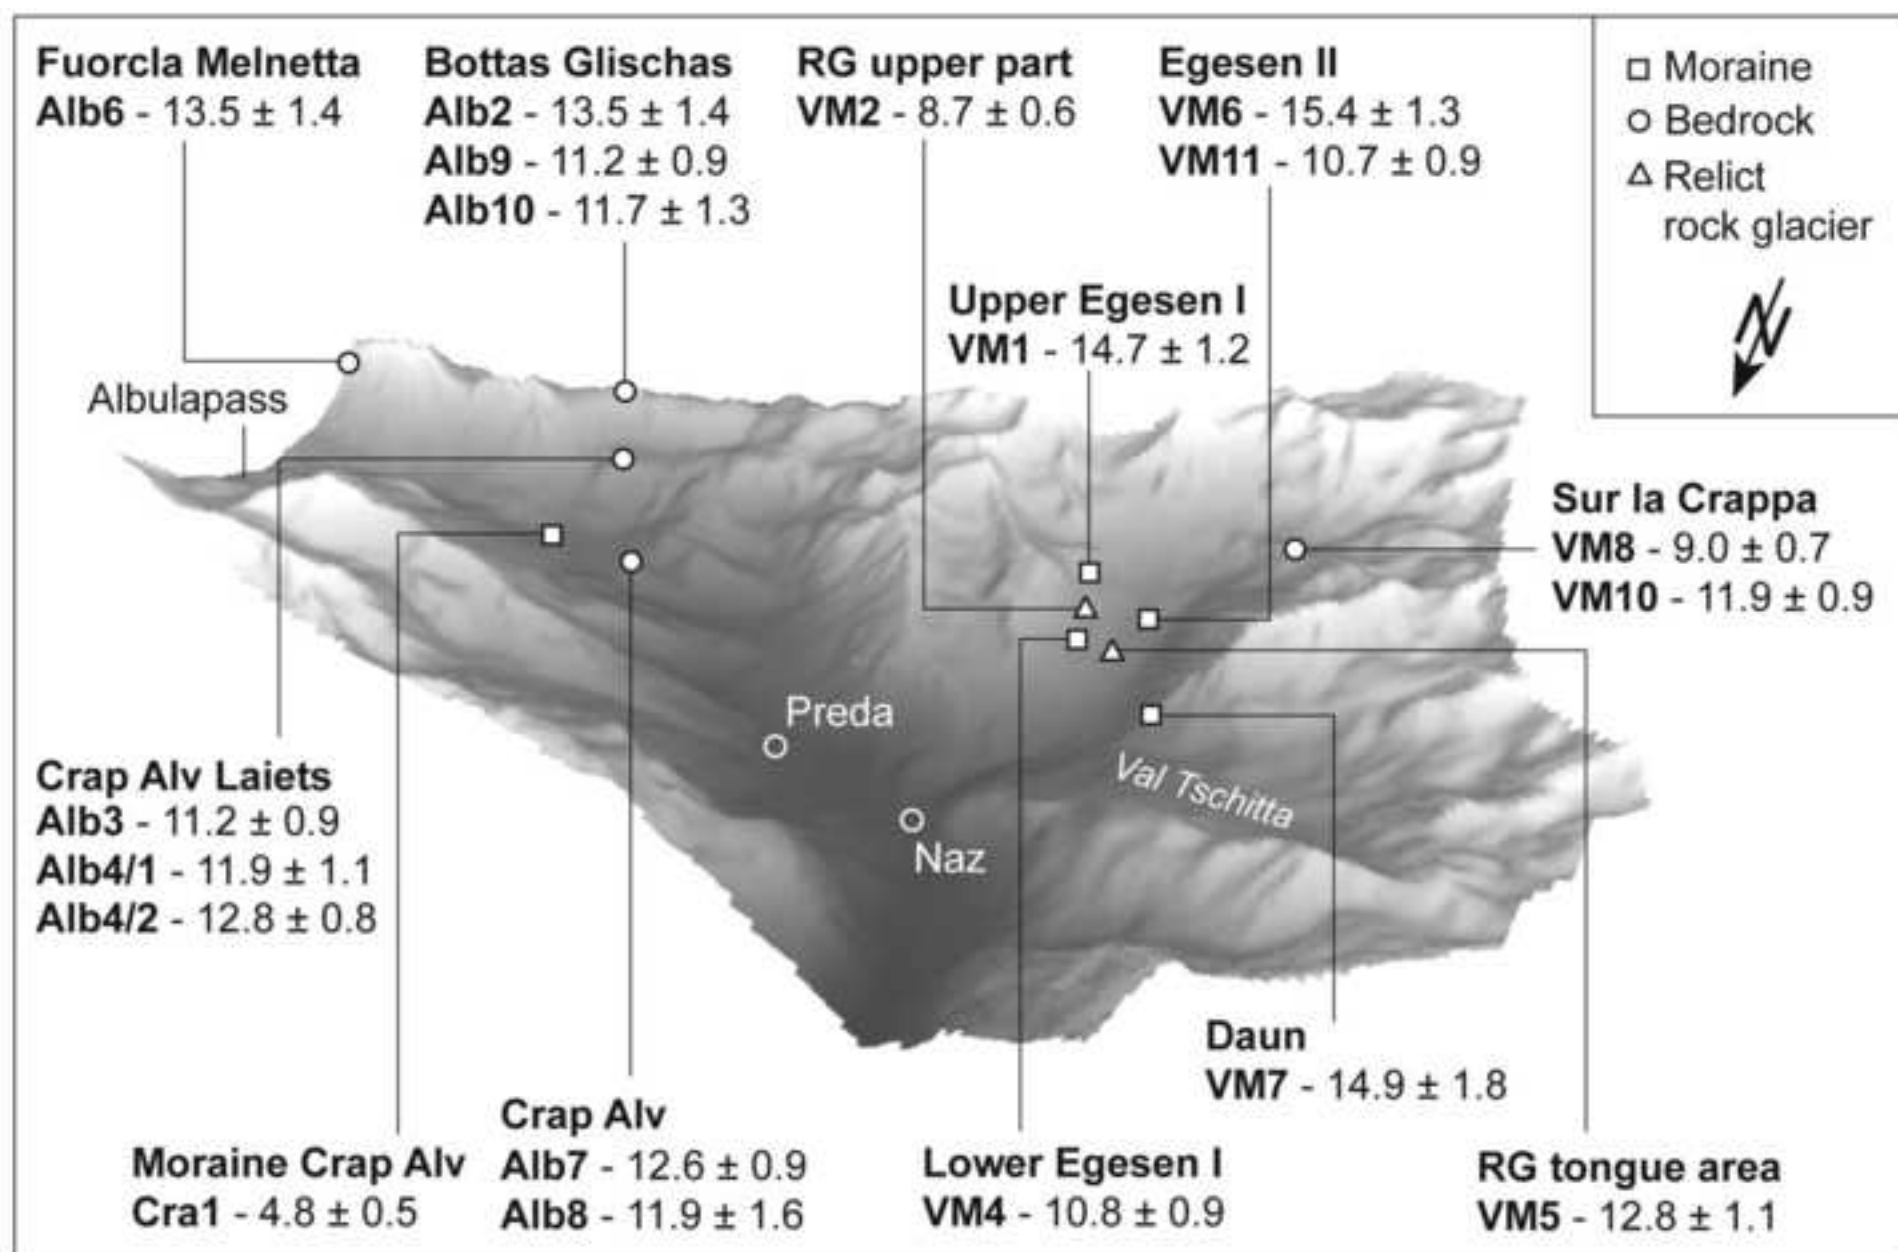 Fuorcla Melnetta
Alb6 - 13.5 ± 1.4
Bottas Glischas
Alb2 - 13.5 ± 1.4
Alb9 - 11.2 ± 0.9
Alb10 - 11.7 ± 1.3
RG upper part
VM2 - 8.7 ± 0.6
Egesen II
VM6 - 15.4 ± 1.3
VM11 - 10.7 ± 0.9
Moraine
Bedrock
Relict
rock glacier
N
Upper Egesen I
VM1 - 14.7 ± 1.2
Albulapass
Sur la Crappa
VM8 - 9.0 ± 0.7
VM10 - 11.9 ± 0.9
Preda
Naz
Val Tschitta
Crap Alv Laiets
Alb3 - 11.2 ± 0.9
Alb4/1 - 11.9 ± 1.1
Alb4/2 - 12.8 ± 0.8
Moraine Crap Alv
Cra1 - 4.8 ± 0.5
Crap Alv
Alb7 - 12.6 ± 0.9
Alb8 - 11.9 ± 1.6
Lower Egesen I
VM4 - 10.8 ± 0.9
Daun
VM7 - 14.9 ± 1.8
RG tongue area
VM5 - 12.8 ± 1.1